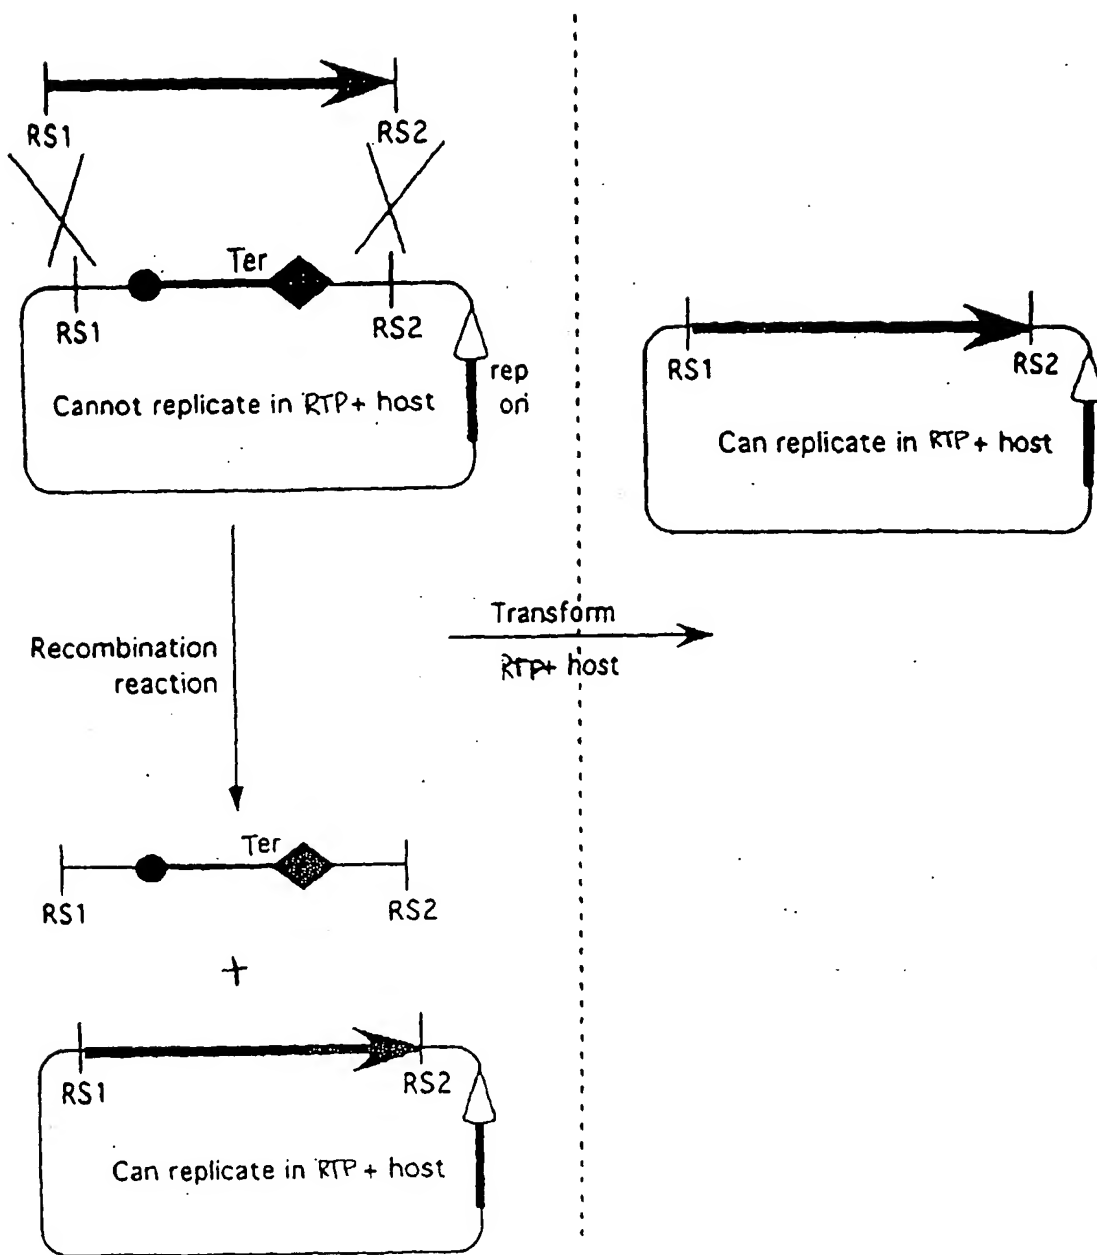 RS1
RS2
Ter
RS1
RS2
rep
ori
Cannot replicate in RTP+ host
RS1
RS2
Can replicate in RTP+ host
Recombination
reaction
Transform
RTP+ host
Ter
RS1
RS2
+
RS1
RS2
Can replicate in RTP+ host